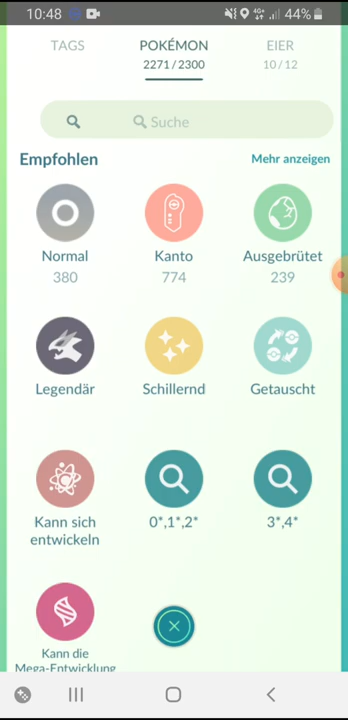 10:48 4G+ 44%
TAGS POKÉMON EIER
2271 / 2300 10 / 12
Suche
Empfohlen Mehr anzeigen
Normal Kanto Ausgebrütet
380 774 239
Legendär Schillernd Getauscht
Kann sich entwickeln 0*,1*,2* 3*,4*
Kann die
Mega-Entwicklung